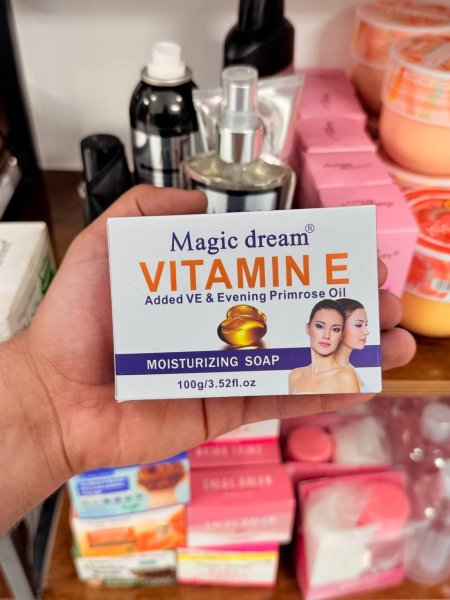 Magic dream®
VITAMIN E
Added VE & Evening Primrose Oil
MOISTURIZING SOAP
100g/3.52fl.oz